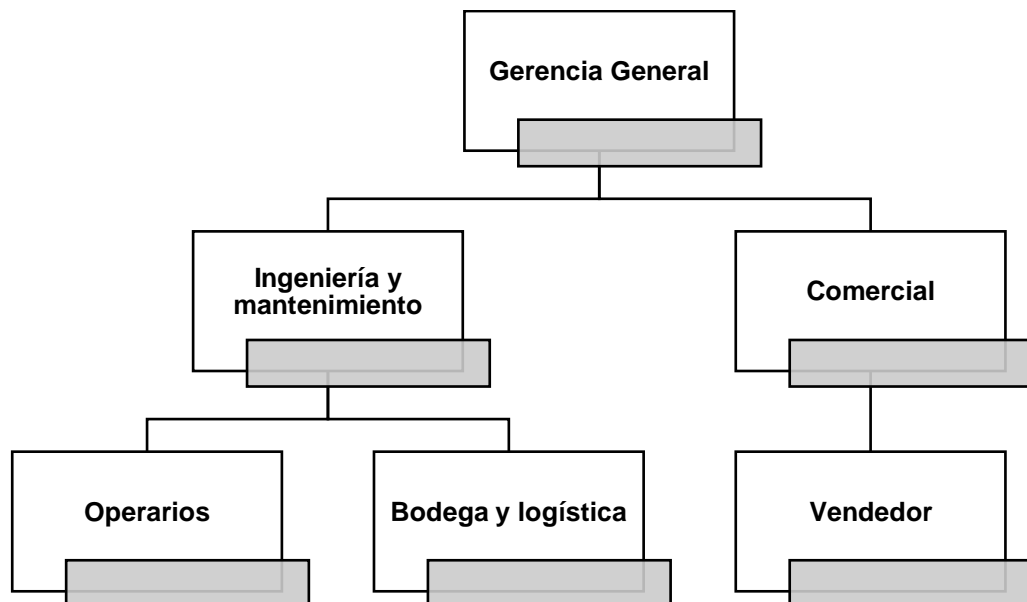 Gerencia General
Ingeniería y
mantenimiento
Comercial
Operarios
Bodega y logística
Vendedor